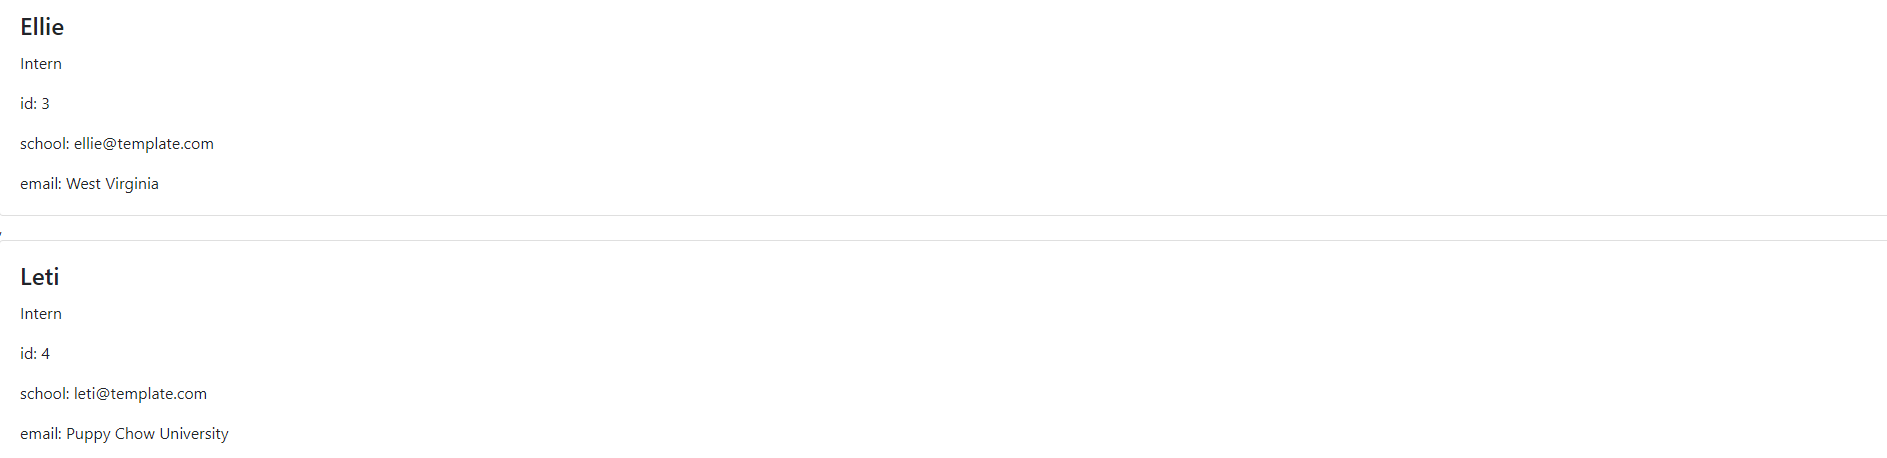 Ellie
Intern
id: 3
school: ellie@template.com
email: West Virginia
,
Leti
Intern
id: 4
school: leti@template.com
email: Puppy Chow University